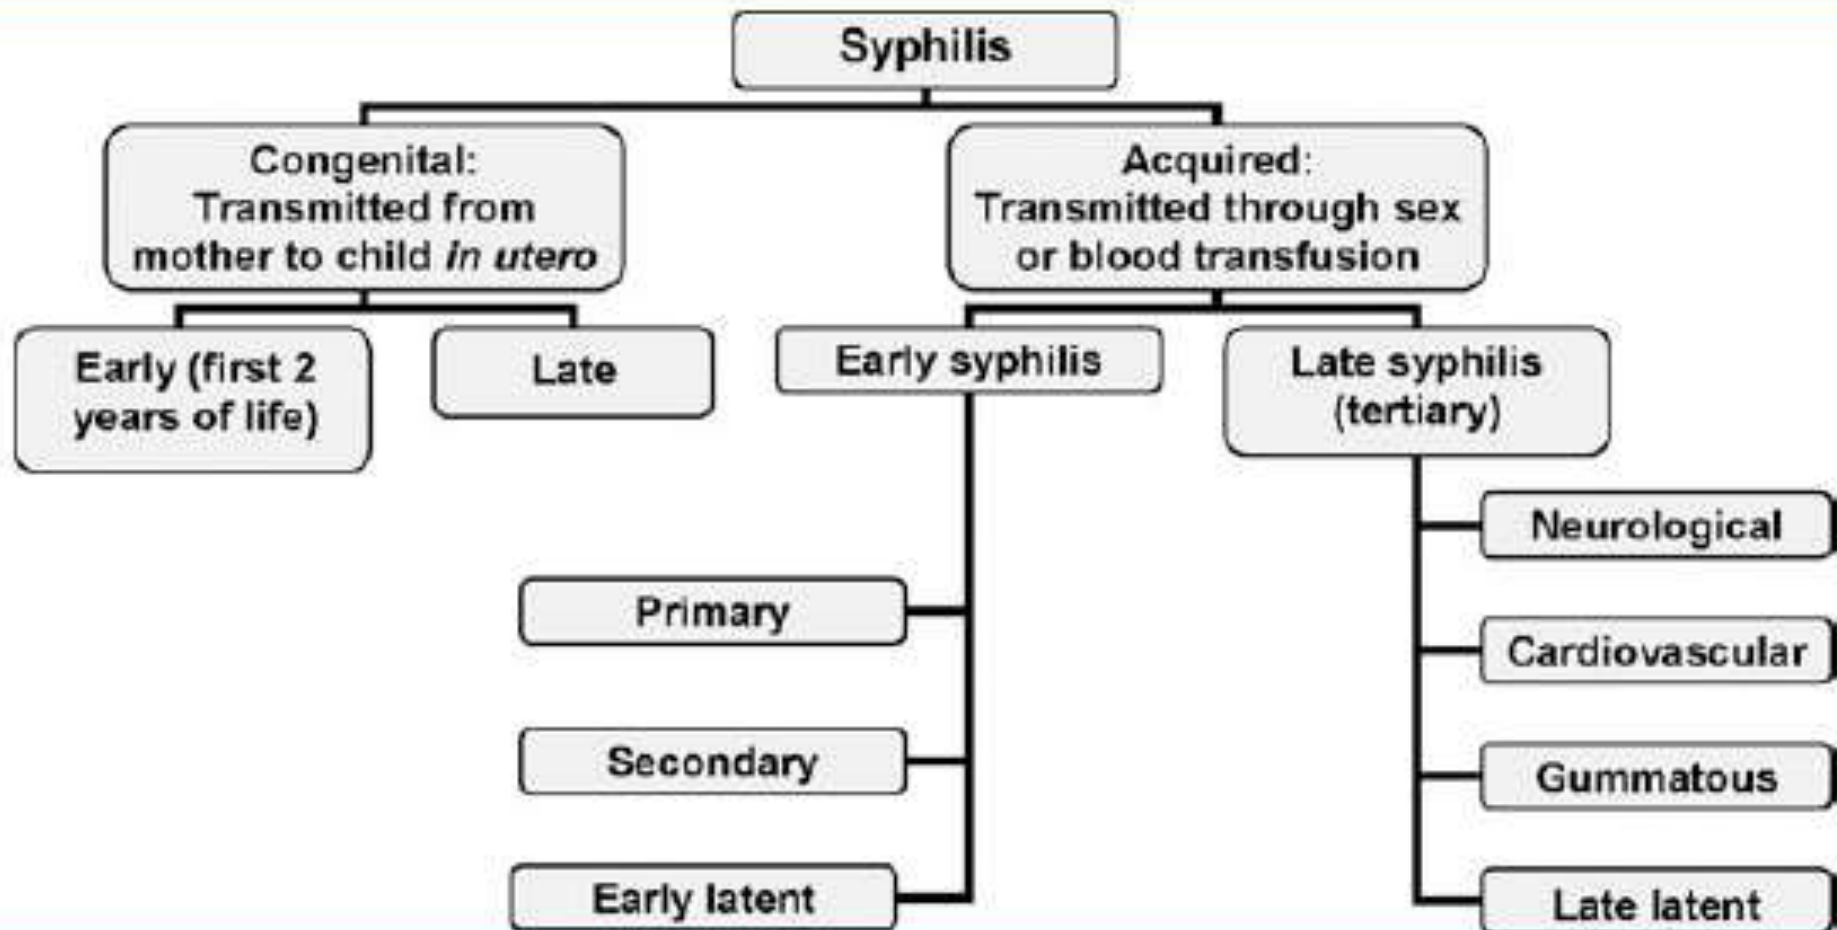 Syphilis
Congenital:
Transmitted from
mother to child in utero
Acquired:
Transmitted through sex
or blood transfusion
Early (first 2
years of life)
Late
Early syphilis
Late syphilis
(tertiary)
Primary
Secondary
Early latent
Neurological
Cardiovascular
Gummatous
Late latent